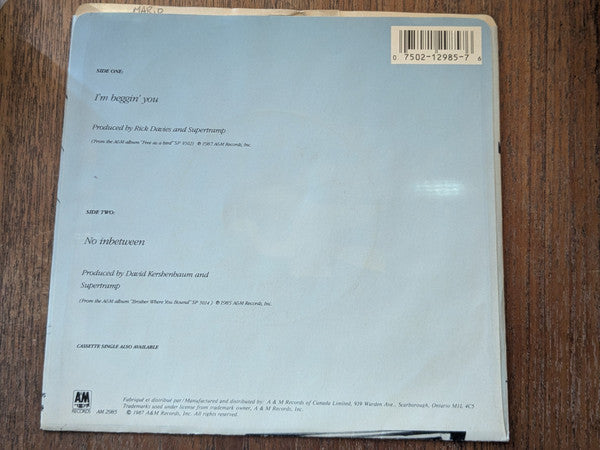 MARIO
0 7502-12985-7 6
SIDE ONE:
I'm beggin' you
Produced by Rick Davies and Supertramp
(From the A&M album "Free as a bird" SP 3902) ℗ 1987 A&M Records, Inc.
SIDE TWO:
No inbetween
Produced by David Kershenbaum and
Supertramp
(From the A&M album "Brother Where You Bound" SP 5014 ) ℗ 1985 A&M Records, Inc.
CASSETTE SINGLE ALSO AVAILABLE
A&M
RECORDS
AM 2985
Fabriqué et distribué par / Manufactured and distributed by: A & M Records of Canada Limited, 939 Warden Ave., Scarborough, Ontario M1L 4C5
Trademarks used under license from trademark owner, A & M Records, Inc.
© 1987 A&M Records, Inc. All rights reserved.